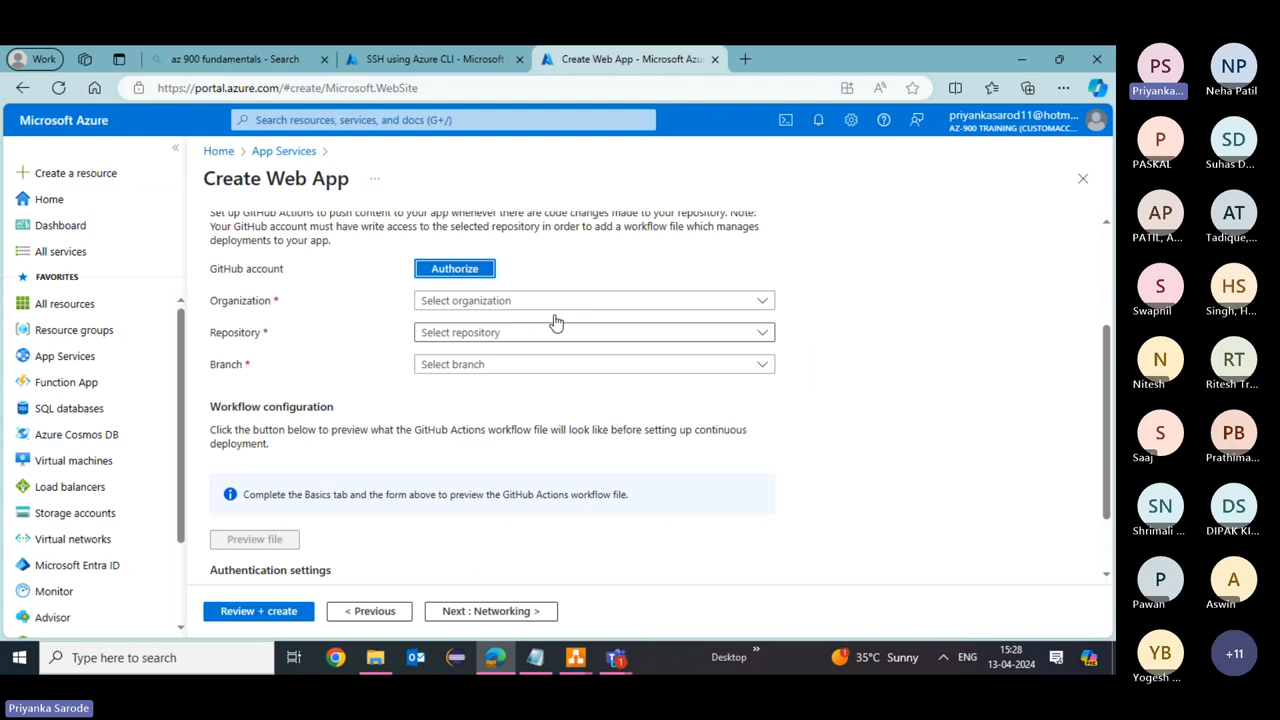 Work
az 900 fundamentals - Search
SSH using Azure CLI - Microsoft
Create Web App - Microsoft Azu
https://portal.azure.com/#create/Microsoft.WebSite
Microsoft Azure
Search resources, services, and docs (G+/)
priyankasarod11@hotm...
AZ-900 TRAINING (CUSTOMACC...
Create a resource
Home
Dashboard
All services
FAVORITES
All resources
Resource groups
App Services
Function App
SQL databases
Azure Cosmos DB
Virtual machines
Load balancers
Storage accounts
Virtual networks
Microsoft Entra ID
Monitor
Advisor
Home > App Services >
Create Web App ...
Set up GitHub Actions to push content to your app whenever there are code changes made to your repository. Note:
Your GitHub account must have write access to the selected repository in order to add a workflow file which manages
deployments to your app.
GitHub account Authorize
Organization * Select organization
Repository * Select repository
Branch * Select branch
Workflow configuration
Click the button below to preview what the GitHub Actions workflow file will look like before setting up continuous
deployment.
Complete the Basics tab and the form above to preview the GitHub Actions workflow file.
Preview file
Authentication settings
Review + create
< Previous
Next : Networking >
Type here to search
1
Desktop
35°C Sunny
ENG
15:28
13-04-2024
PS NP
Priyanka... Neha Patil
P SD
PASKAL Suhas D...
AP AT
PATIL, A... Tadique,...
S HS
Swapnil Singh, H...
N RT
Nitesh Ritesh Tr...
S PB
Saaj Prathima...
SN DS
Shrimali ... DIPAK KI...
P A
Pawan Aswin
YB +11
Yogesh ...
Priyanka Sarode